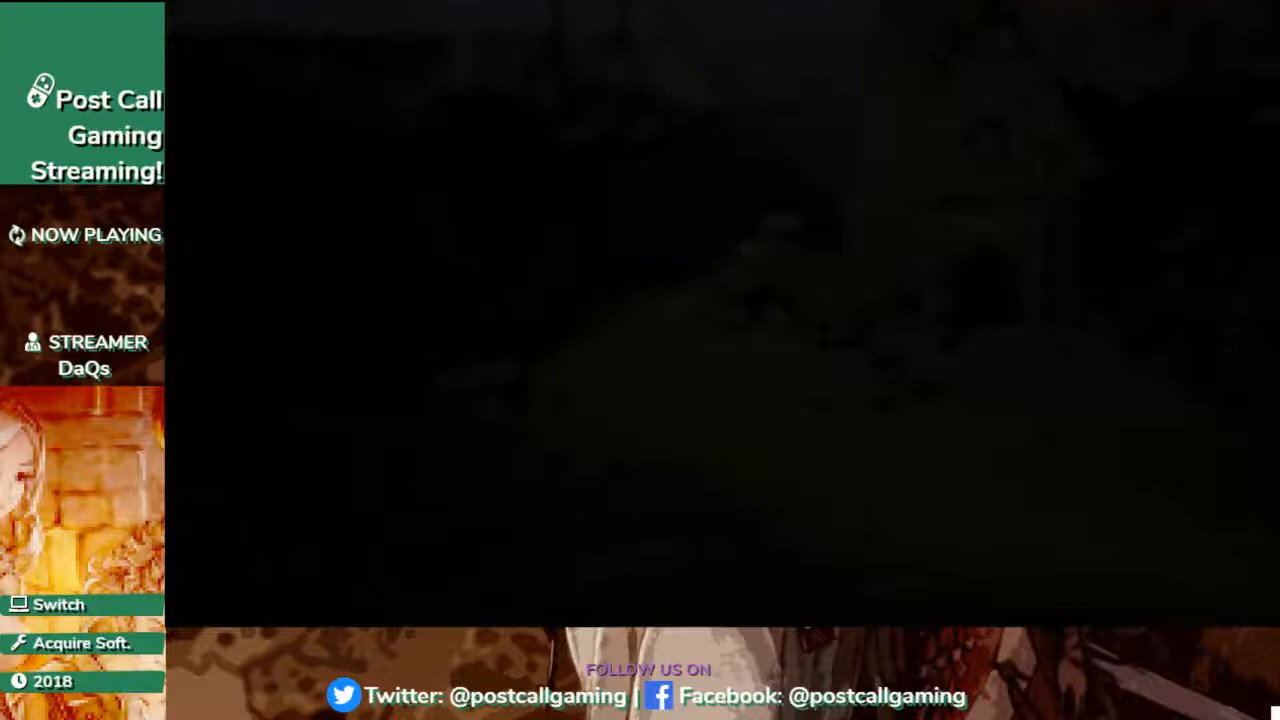 Post Call
Gaming
Streaming!
NOW PLAYING
STREAMER
DaQs
Switch
Acquire Soft.
2018
FOLLOW US ON
Twitter: @postcallgaming | Facebook: @postcallgaming